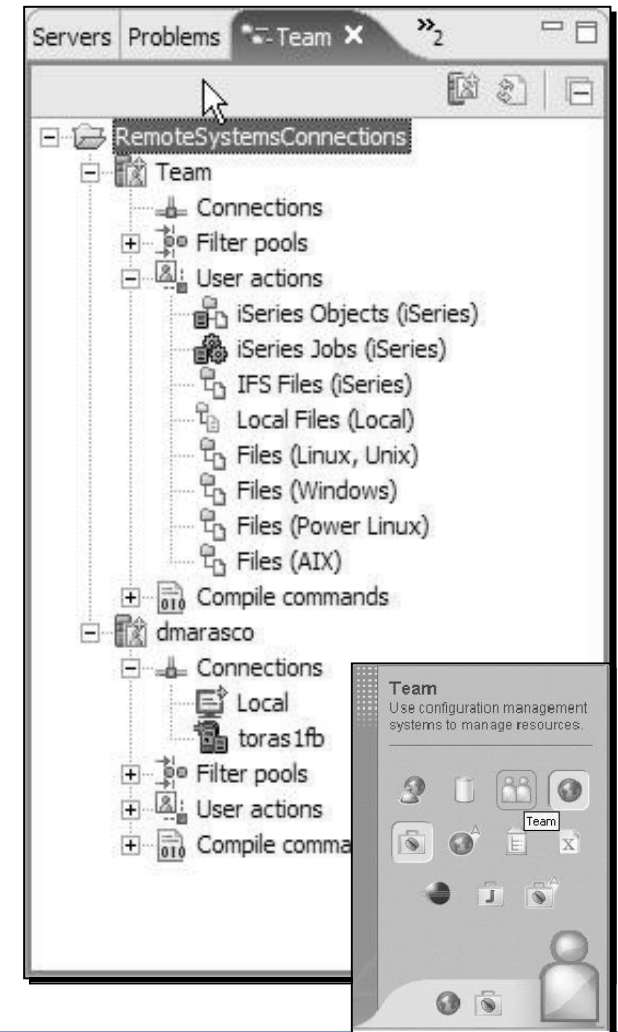 Servers Problems Team
2
RemoteSystemsConnections
Team
Connections
Filter pools
User actions
iSeries Objects (iSeries)
iSeries Jobs (iSeries)
IFS Files (iSeries)
Local Files (Local)
Files (Linux, Unix)
Files (Windows)
Files (Power Linux)
Files (AIX)
010 Compile commands
dmarasco
Connections
Local
toras1fb
Filter pools
User actions
010 Compile comma
Team
Use configuration management
systems to manage resources.
Team
E X
J